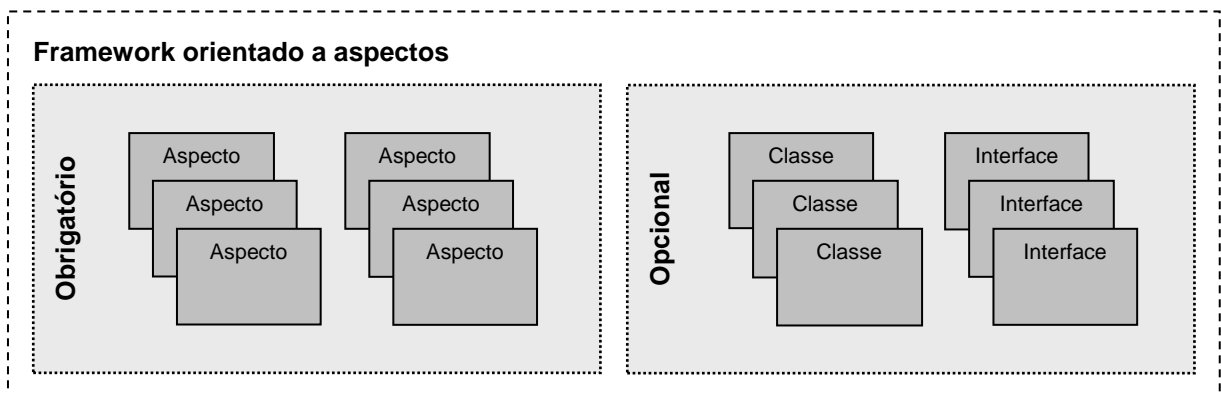 Framework orientado a aspectos
Obrigatório
Aspecto
Aspecto
Aspecto
Aspecto
Aspecto
Aspecto
Opcional
Classe
Classe
Classe
Interface
Interface
Interface